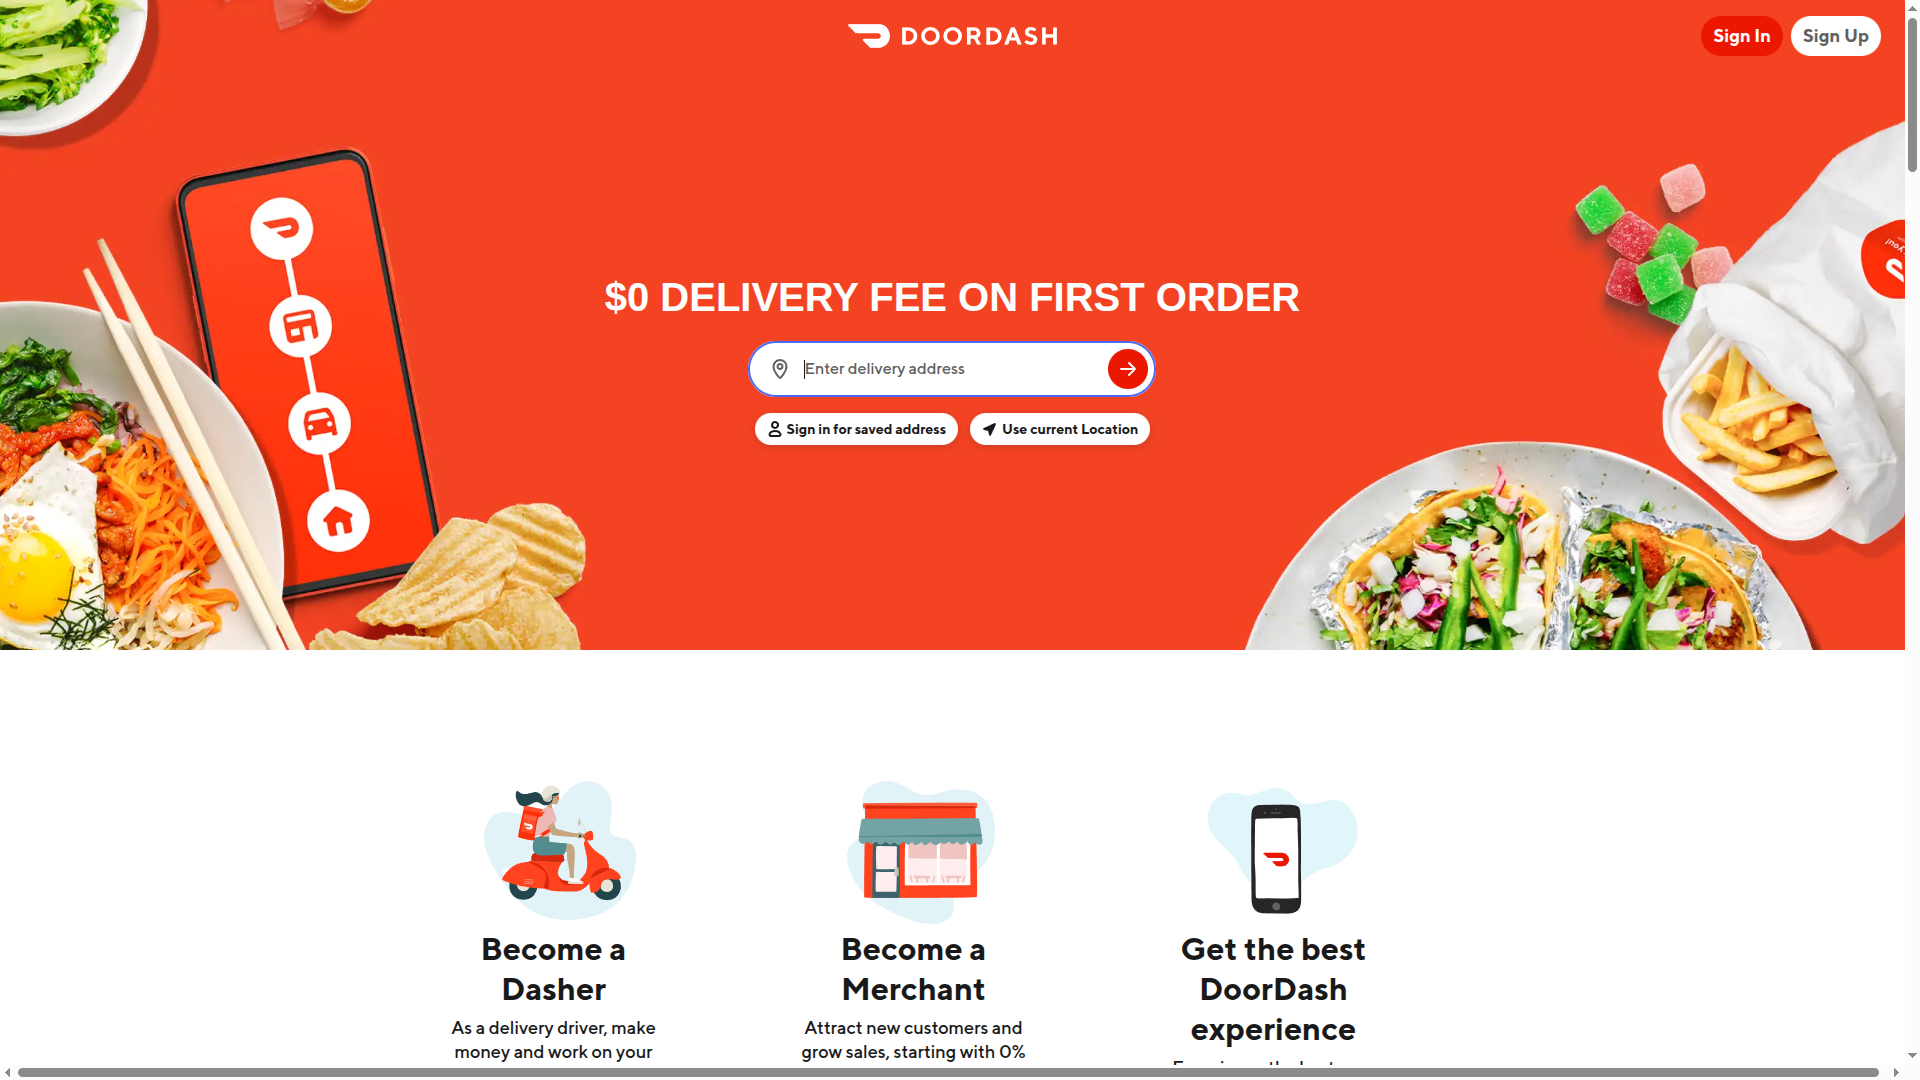 DOORDASH
Sign In
Sign Up
$0 DELIVERY FEE ON FIRST ORDER
Enter delivery address
Sign in for saved address
Use current Location
Become a
Dasher
As a delivery driver, make
money and work on your
Become a
Merchant
Attract new customers and
grow sales, starting with 0%
Get the best
DoorDash
experience